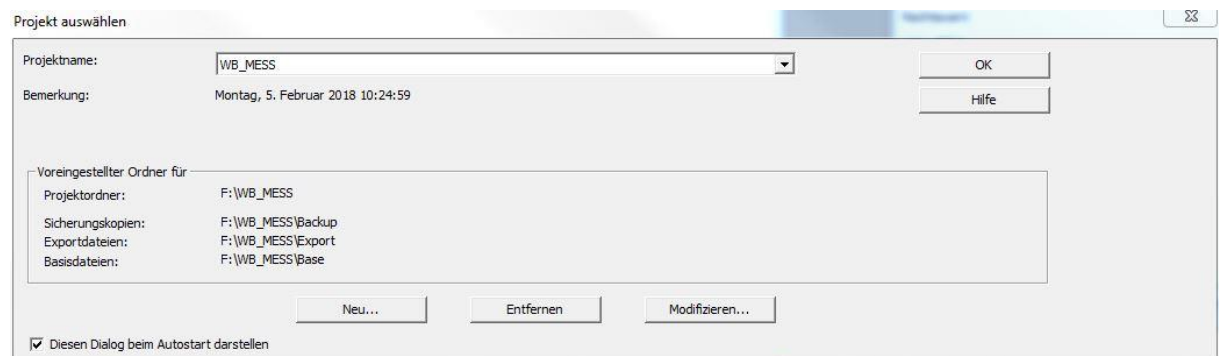 Projekt auswählen
Projektname: WB_MESS OK
Bemerkung: Montag, 5. Februar 2018 10:24:59 Hilfe
Voreingestellter Ordner für
Projektordner: F:\WB_MESS
Sicherungskopien: F:\WB_MESS\Backup
Exportdateien: F:\WB_MESS\Export
Basisdateien: F:\WB_MESS\Base
Neu... Entfernen Modifizieren...
Diesen Dialog beim Autostart darstellen